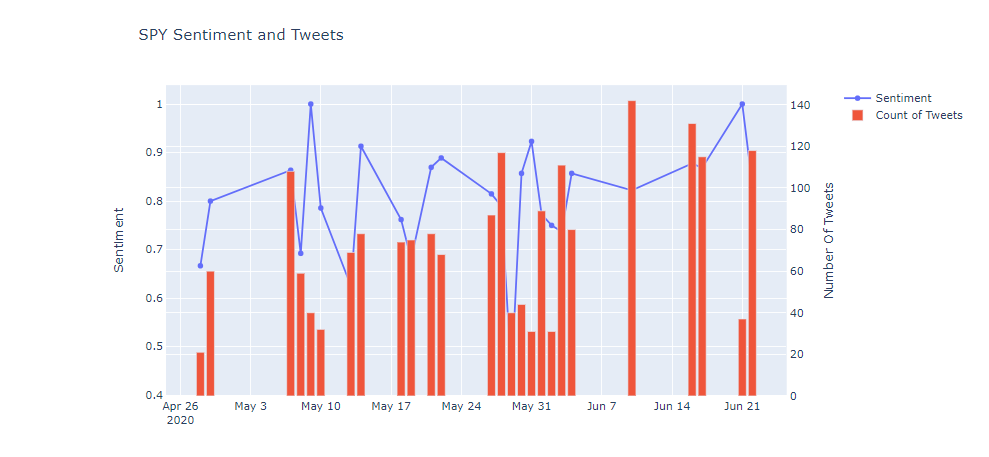 SPY Sentiment and Tweets
Sentiment
Count of Tweets
1
0.9
0.8
0.7
0.6
0.5
0.4
Sentiment
140
120
100
80
60
40
20
0
Number Of Tweets
Apr 26 May 3 May 10 May 17 May 24 May 31 Jun 7 Jun 14 Jun 21
2020